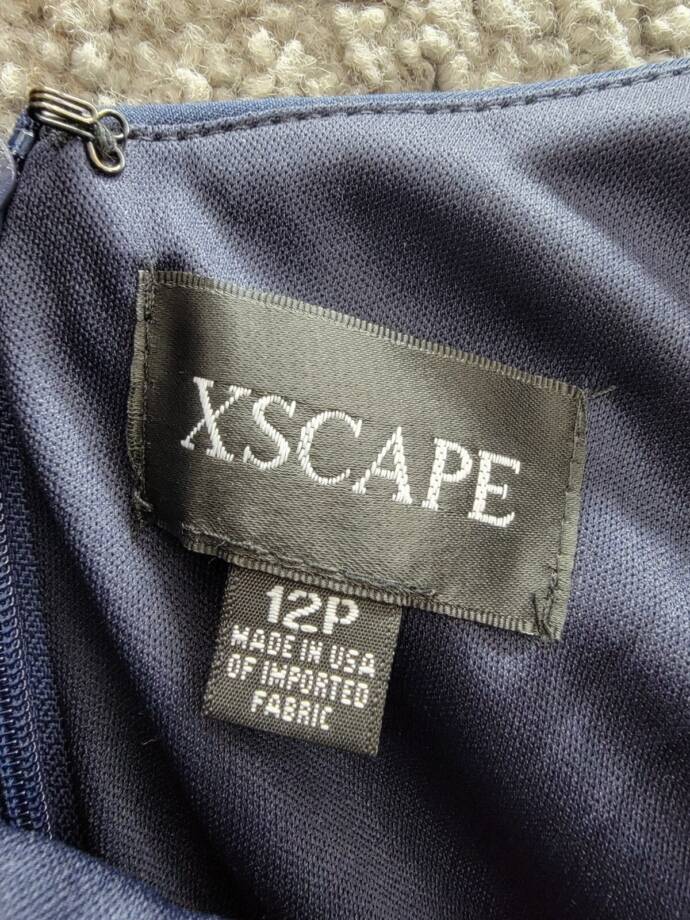 XSCAPE
12P
MADE IN USA
OF IMPORTED
FABRIC